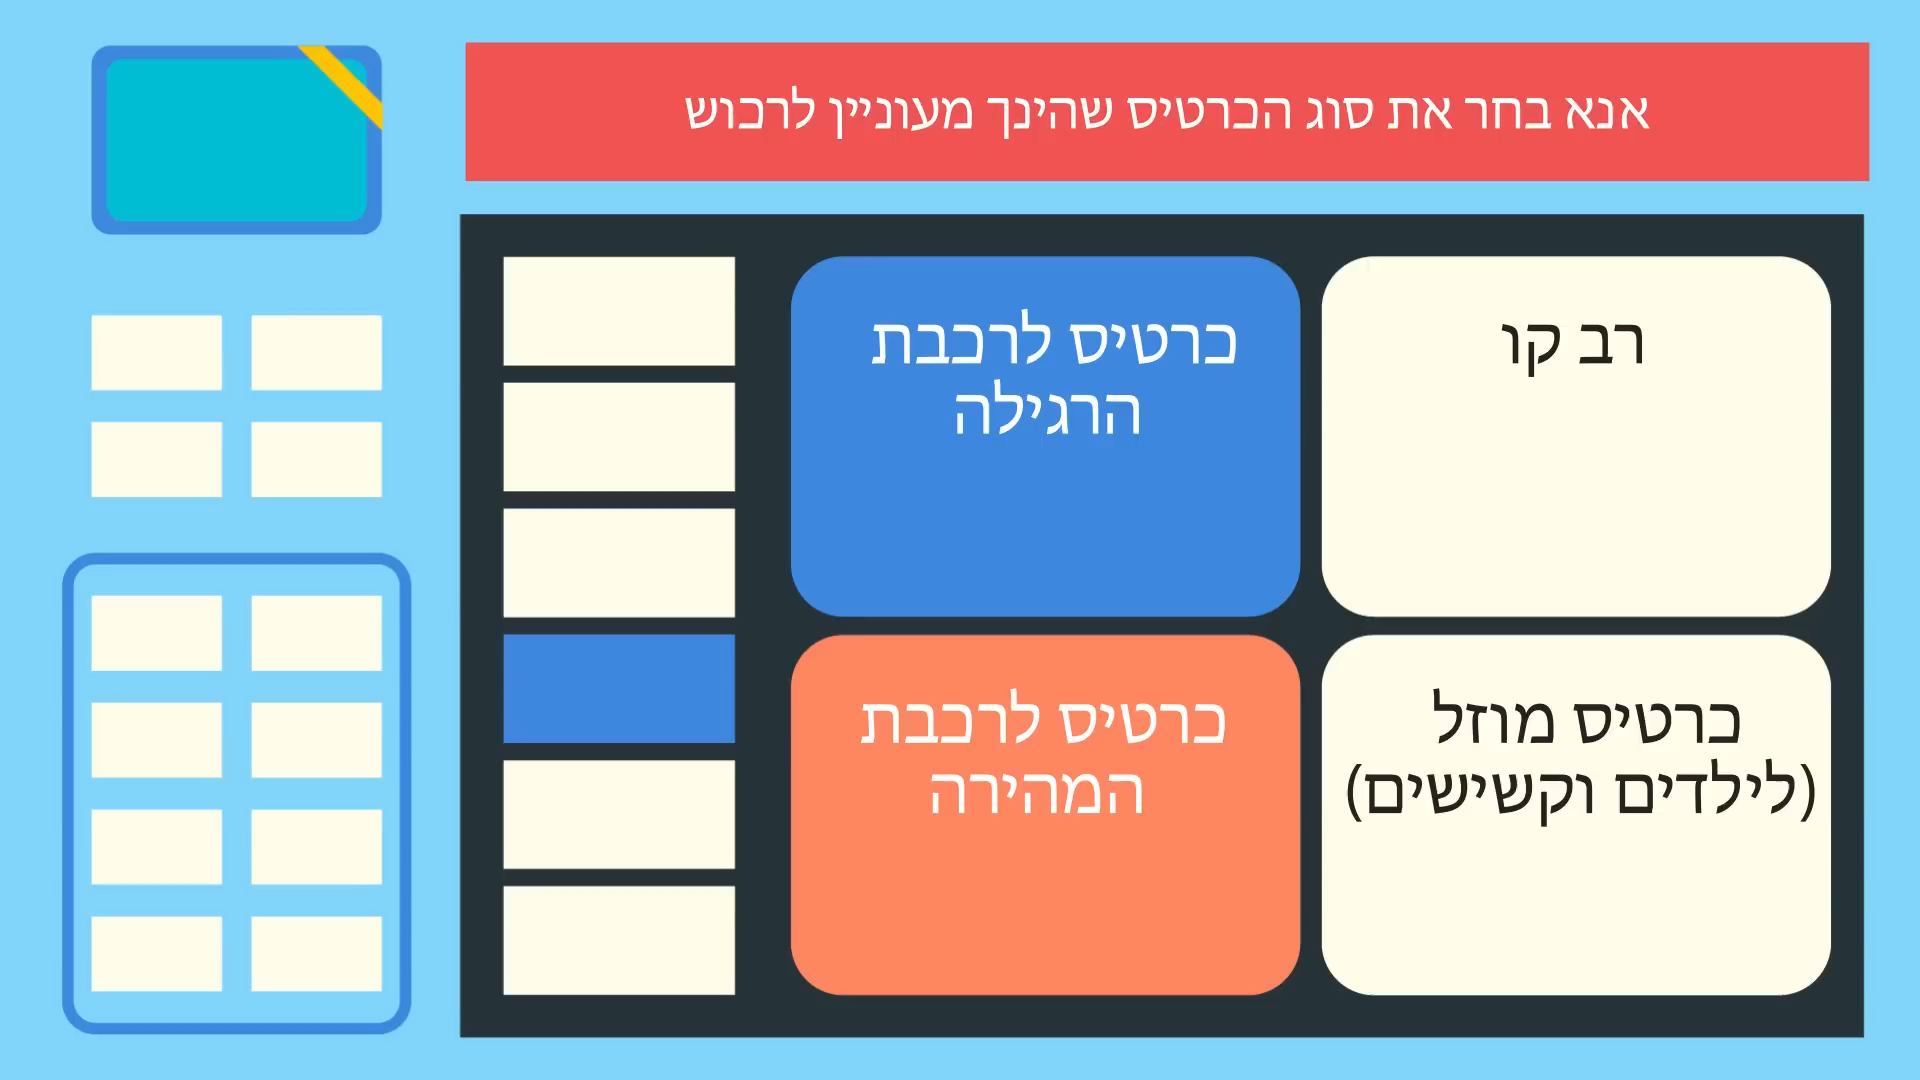 אנא בחר את סוג הכרטיס שהינך מעוניין לרכוש
רב קו
כרטיס לרכבת
הרגילה
כרטיס מוזל
(לילדים וקשישים)
כרטיס לרכבת
המהירה